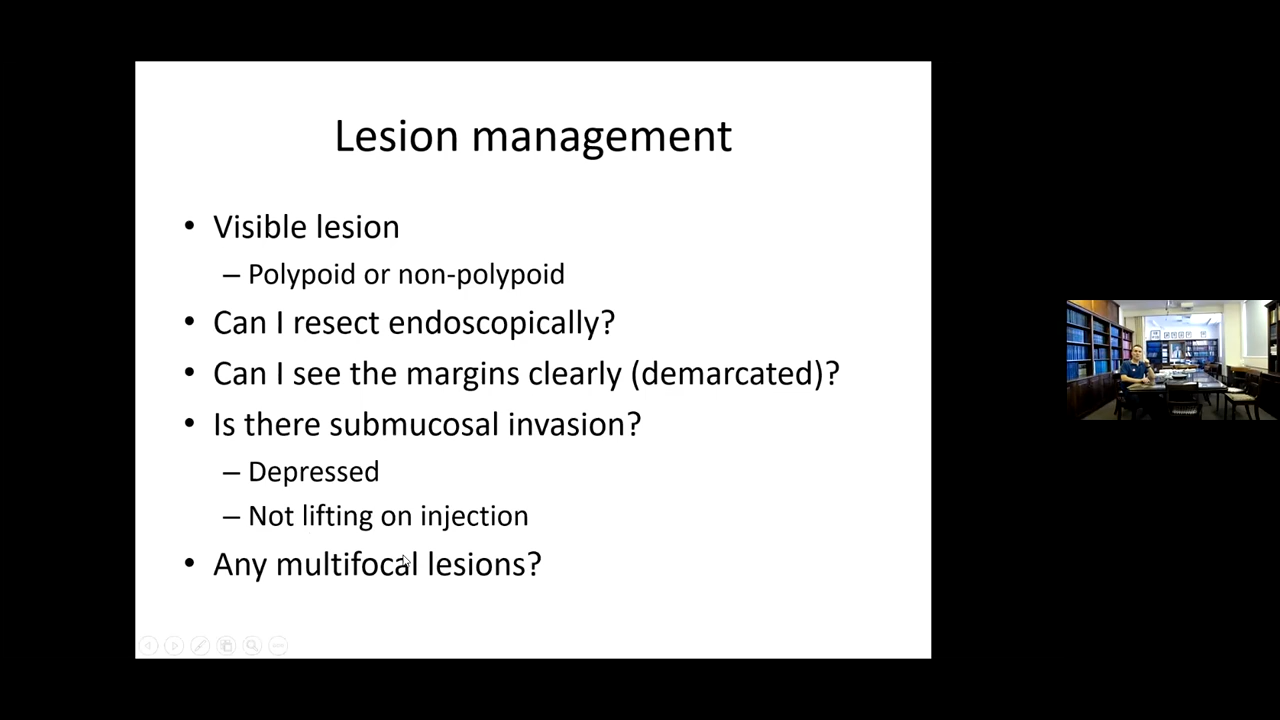 Lesion management
• Visible lesion
– Polypoid or non-polypoid
• Can I resect endoscopically?
• Can I see the margins clearly (demarcated)?
• Is there submucosal invasion?
– Depressed
– Not lifting on injection
• Any multifocal lesions?